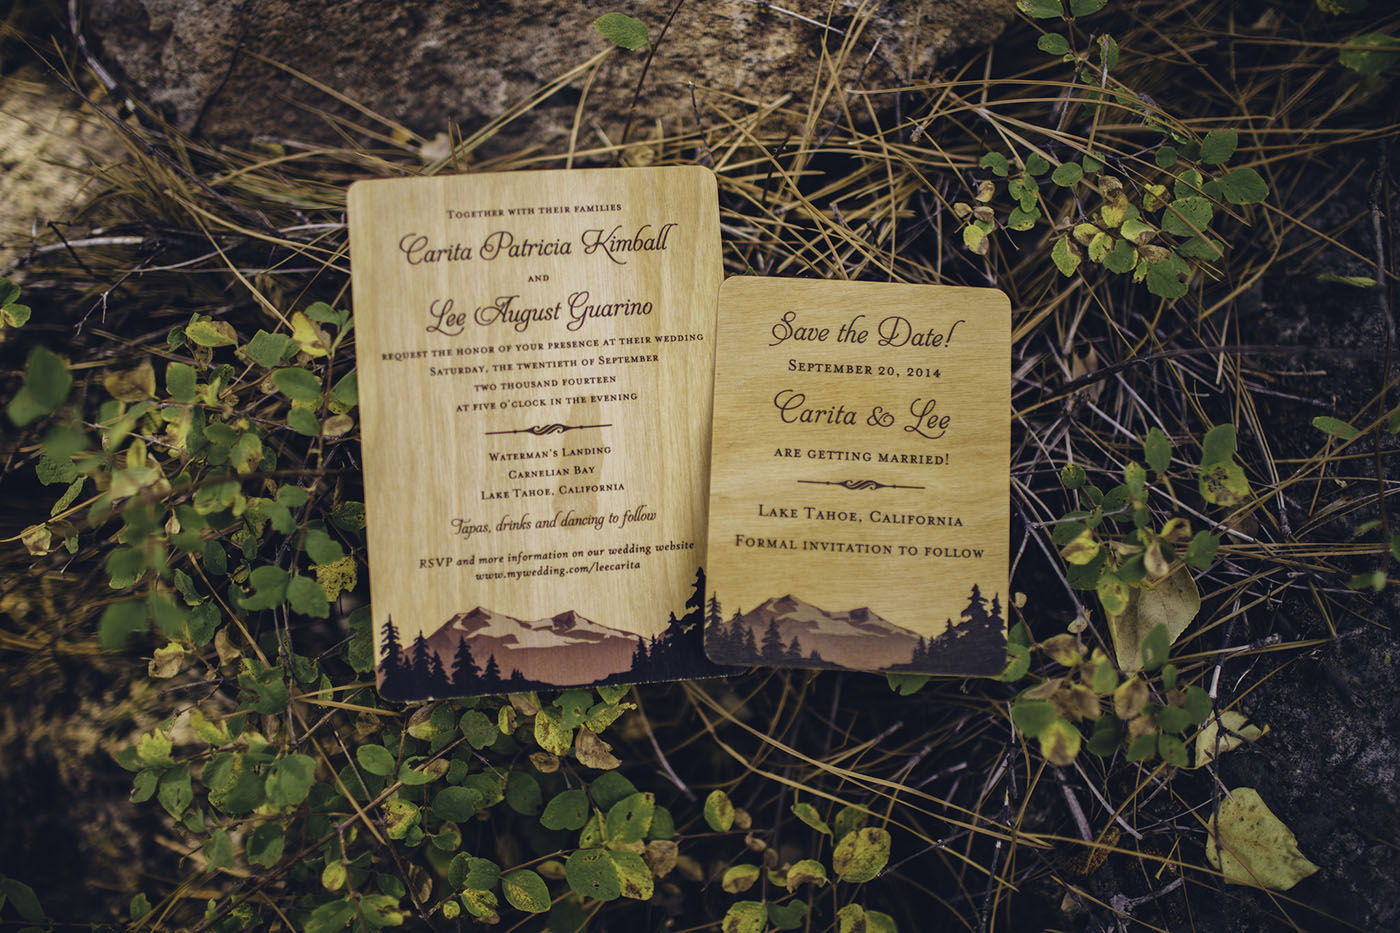 Together with their families
Carita Patricia Kimball
and
Lee August Guarino
request the honor of your presence at their wedding
Saturday, the twentieth of September
two thousand fourteen
at five o'clock in the evening
Waterman's Landing
Carnelian Bay
Lake Tahoe, California
Tapas, drinks and dancing to follow
RSVP and more information on our wedding website
www.mywedding.com/leecarita
Save the Date!
September 20, 2014
Carita & Lee
are getting married!
Lake Tahoe, California
Formal invitation to follow